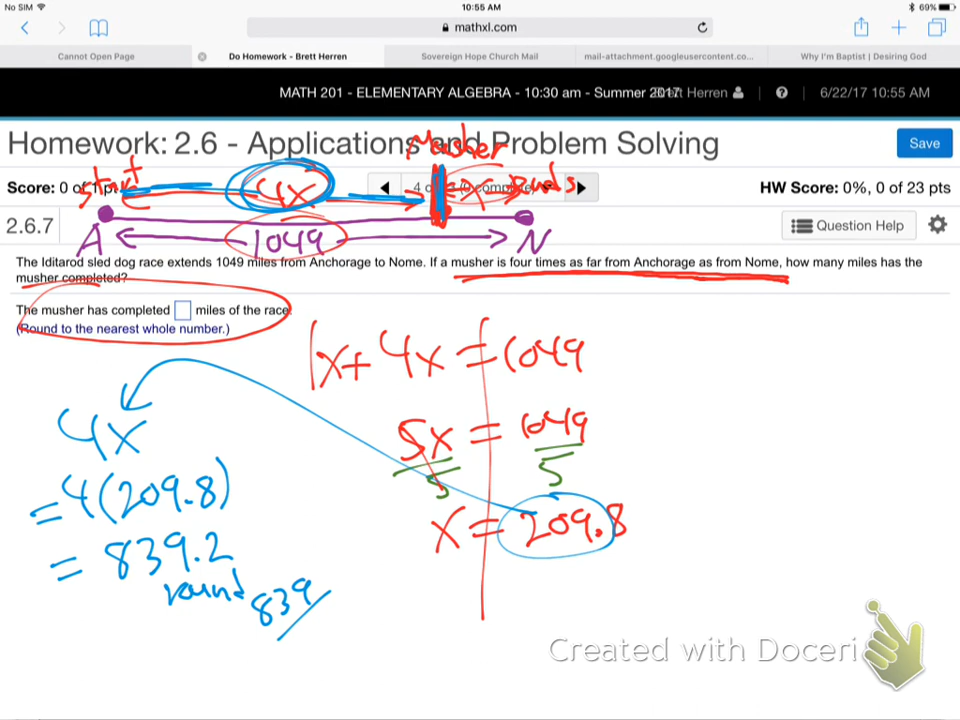 No SIM
10:55 AM
69%
mathxl.com
Cannot Open Page
Do Homework - Brett Herren
Sovereign Hope Church Mail
mail-attachment.googleusercontent.co...
Why I'm Baptist | Desiring God
MATH 201 - ELEMENTARY ALGEBRA - 10:30 am - Summer 2017
Herren
6/22/17 10:55 AM
Homework: 2.6 - Applications and Problem Solving
Save
Musher
start
Score: 0 of 1 pt
4x
4 of
complete)
x
ends
HW Score: 0%, 0 of 23 pts
2.6.7
A
1049
N
Question Help
The Iditarod sled dog race extends 1049 miles from Anchorage to Nome. If a musher is four times as far from Anchorage as from Nome, how many miles has the
musher completed?
The musher has completed miles of the race.
(Round to the nearest whole number.)
1x + 4x = 1049
5x = 1049
5 5
x = 209.8
4x
= 4(209.8)
= 839.2
round 839
Created with Doceri